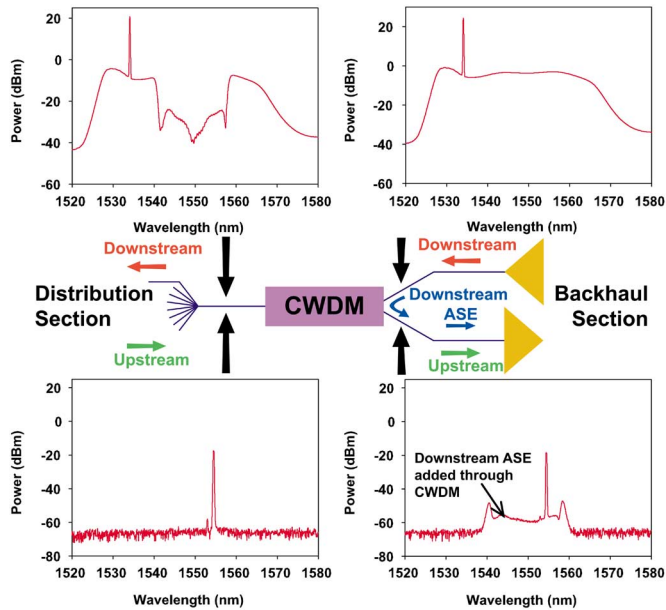 20
0
-20
-40
-60
Power (dBm)
1520 1530 1540 1550 1560 1570 1580
Wavelength (nm)
20
0
-20
-40
-60
Power (dBm)
1520 1530 1540 1550 1560 1570 1580
Wavelength (nm)
Downstream
Distribution
Section
Upstream
CWDM
Downstream
Downstream
ASE
Upstream
Backhaul
Section
20
0
-20
-40
-60
-80
Power (dBm)
1520 1530 1540 1550 1560 1570 1580
Wavelength (nm)
20
0
-20
-40
-60
-80
Power (dBm)
Downstream ASE
added through
CWDM
1520 1530 1540 1550 1560 1570 1580
Wavelength (nm)